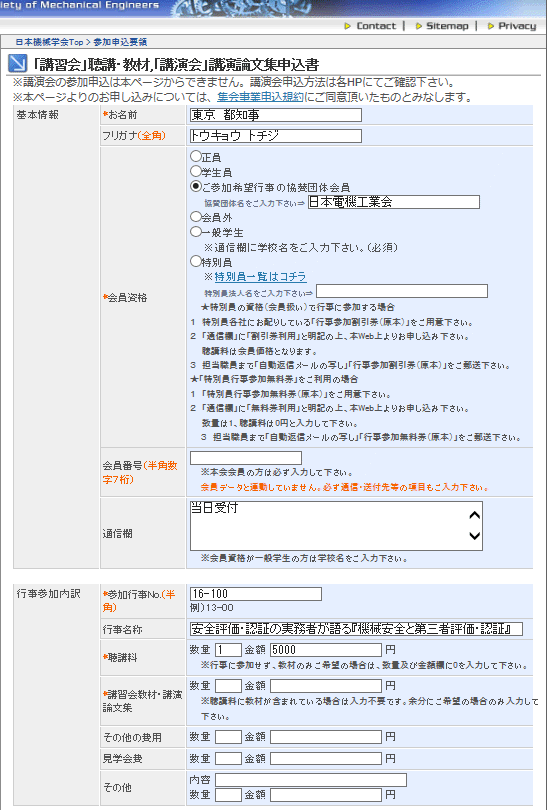 iety of Mechanical Engineers
Contact | Sitemap | Privacy
日本機械学会Top > 参加申込要領
「講習会」聴講・教材,「講演会」講演論文集申込書
※講演会の参加申込は本ページからできません。講演会申込方法は各HPにてご確認下さい。
※本ページよりのお申し込みについては、集会事業申込規約にご同意頂いたものとみなします。
基本情報
*お名前
東京 都知事
フリガナ(全角)
トウキョウ トチジ
*会員資格
正員
学生員
ご参加希望行事の協賛団体会員
協賛団体名をご入力下さい⇒ 日本電機工業会
会員外
一般学生
※通信欄に学校名をご入力下さい。(必須)
特別員
※特別員一覧はコチラ
特別員法人名をご入力下さい⇒
★特別員の資格(会員扱い)で行事に参加する場合
1 特別員各社にお配りしている「行事参加割引券(原本)」をご用意下さい。
2 「通信欄」に「割引券利用」と明記の上、本Web上よりお申し込み下さい。
聴講料は会員価格となります。
3 担当職員まで「自動返信メールの写し」「行事参加割引券(原本)」をご郵送下さい。
★「特別員行事参加無料券」をご利用の場合
1 「特別員行事参加無料券(原本)」をご用意下さい。
2 「通信欄」に「無料券利用」と明記の上、本Web上よりお申し込み下さい。
数量は1、聴講料は0円と入力して下さい。
3 担当職員まで「自動返信メールの写し」「行事参加無料券(原本)」をご郵送下さい。
会員番号(半角数字7桁)
※本会会員の方は必ず入力して下さい。
会員データと連動していません。必ず通信・送付先等の項目もご入力下さい。
通信欄
当日受付
※会員資格が一般学生の方は学校名をご入力下さい。
行事参加内訳
*参加行事No.(半角)
16-100
例)13-00
行事名称
安全評価・認証の実務者が語る『機械安全と第三者評価・認証』
*聴講料
数量 1 金額 5000 円
※行事に参加せず、教材のみご希望の場合は、数量及び金額欄に0を入力して下さい。
*講習会教材・講演論文集
数量 金額 円
※聴講料に教材が含まれている場合は入力不要です。余分にご希望の場合のみ入力して下さい。
その他の費用
数量 金額 円
見学会費
数量 金額 円
その他
内容
数量 金額 円